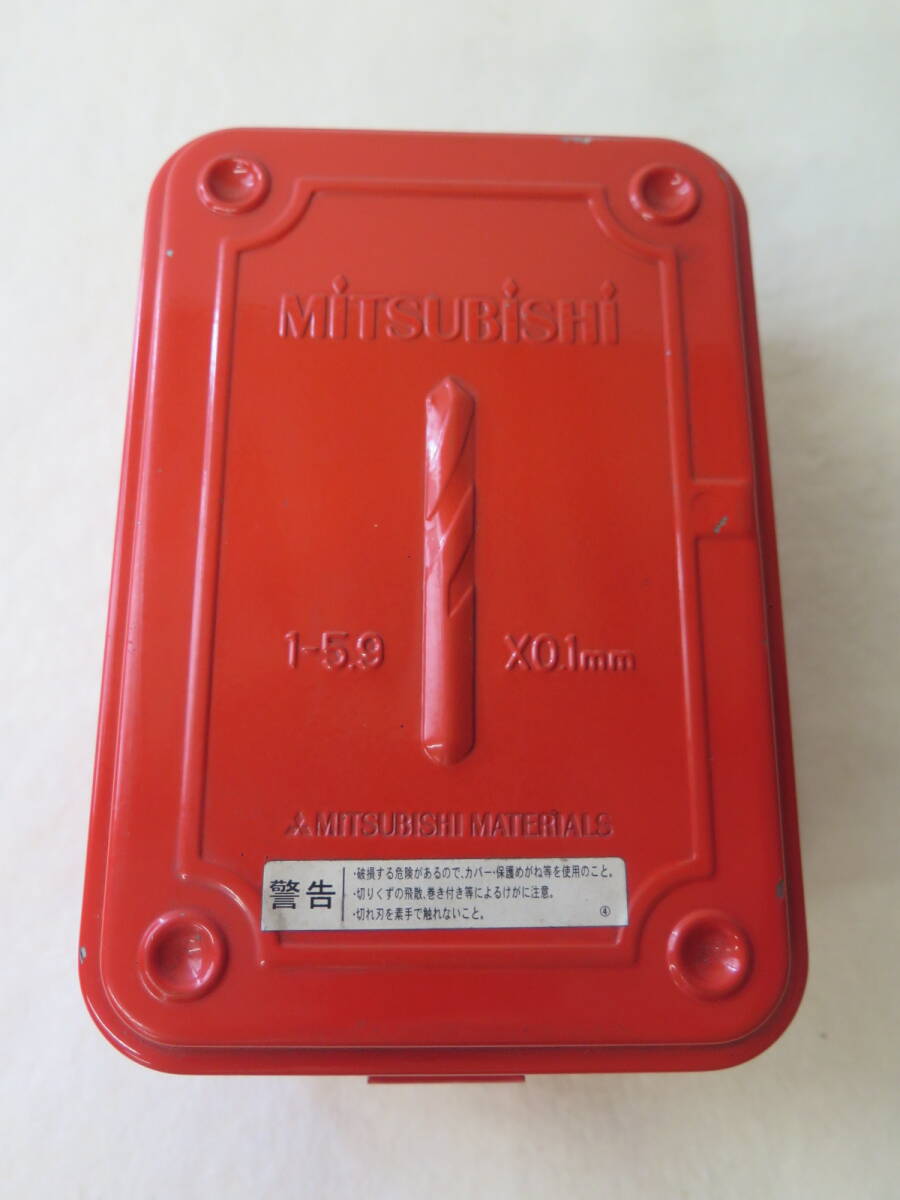 MiTSUBiSHi
1-5.9 X0.1mm
MITSUBISHI MATERIALS
警告
・破損する危険があるので、カバー・保護めがね等を使用のこと。
・切りくずの飛散、巻き付き等によるけがに注意。
・切れ刃を素手で触れないこと。
④